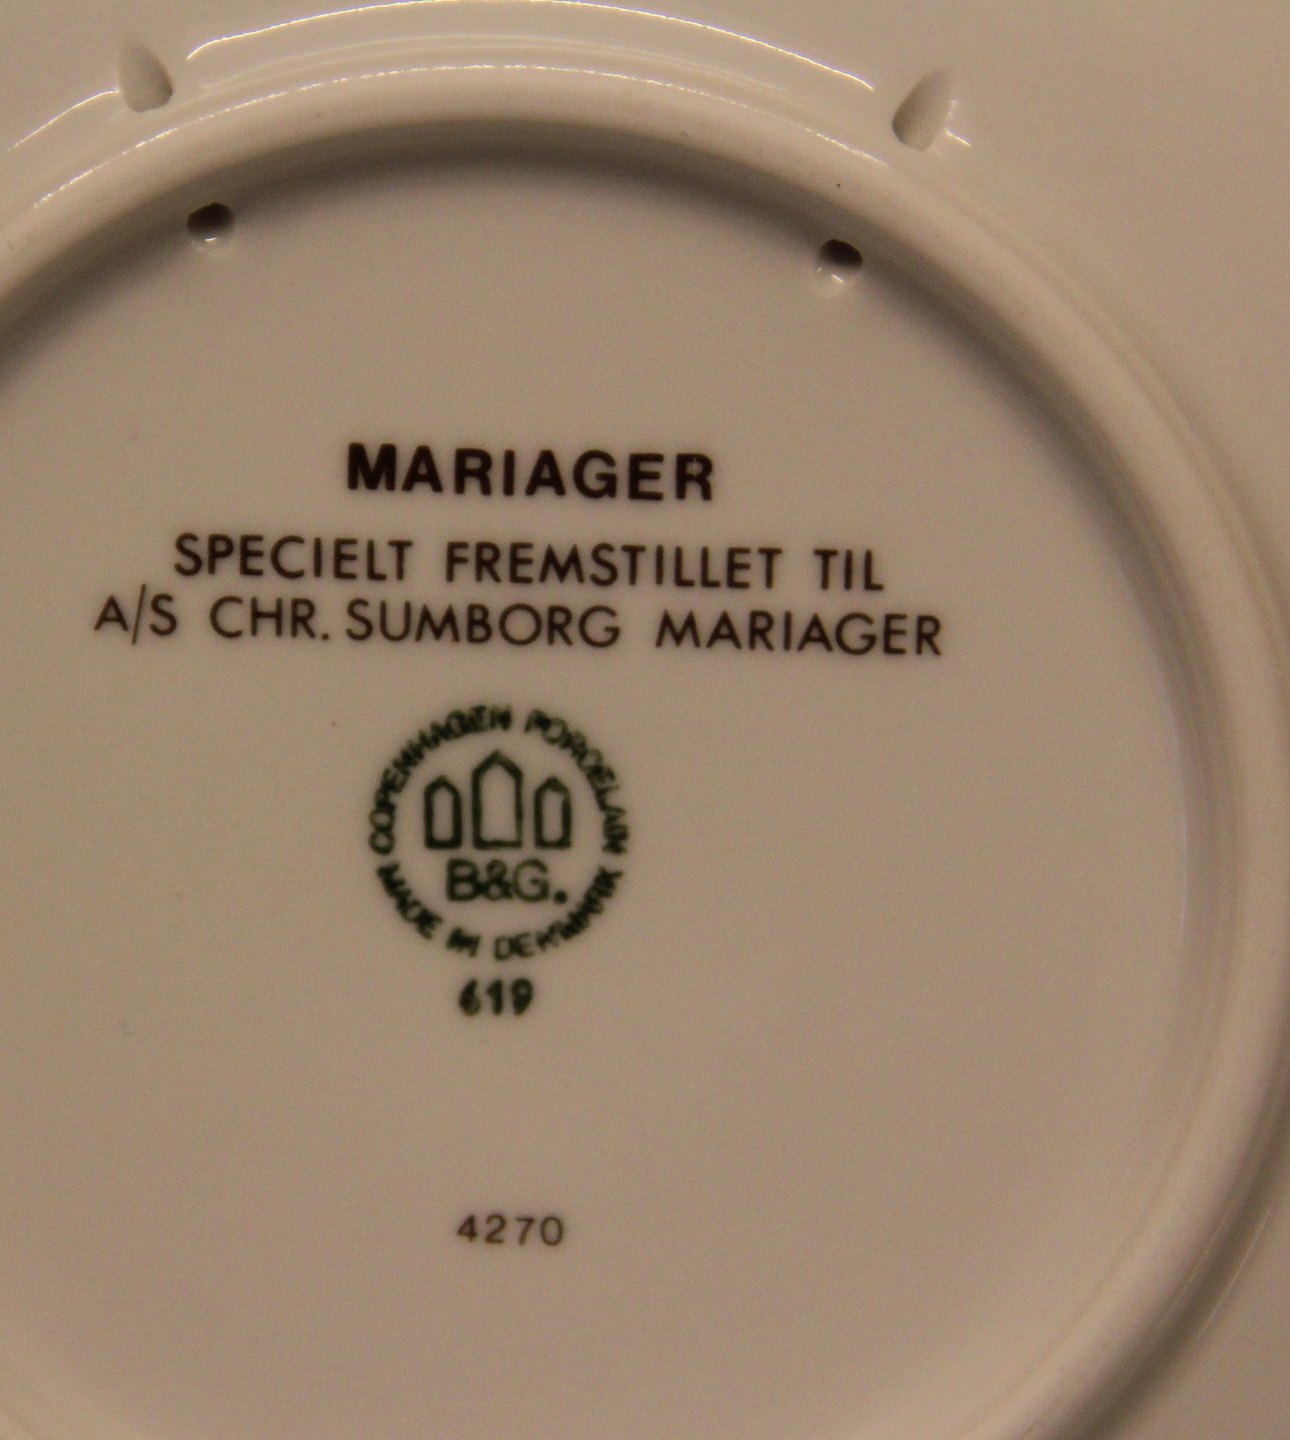 MARIAGER
SPECIELT FREMSTILLET TIL
A/S CHR. SUMBORG MARIAGER
COPENHAGEN PORCELAIN
B&G.
MADE IN DENMARK
619
4270